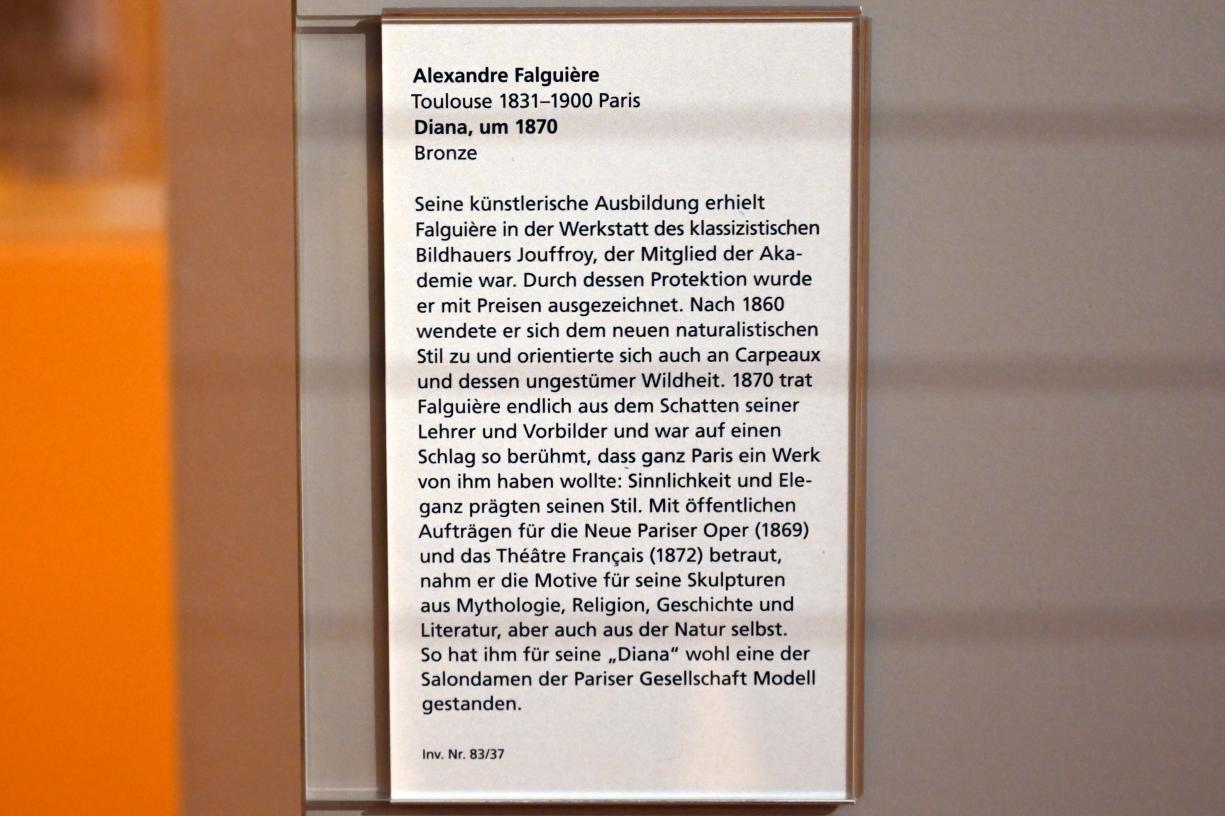 Alexandre Falguière
Toulouse 1831–1900 Paris
Diana, um 1870
Bronze
Seine künstlerische Ausbildung erhielt
Falguière in der Werkstatt des klassizistischen
Bildhauers Jouffroy, der Mitglied der Aka-
demie war. Durch dessen Protektion wurde
er mit Preisen ausgezeichnet. Nach 1860
wendete er sich dem neuen naturalistischen
Stil zu und orientierte sich auch an Carpeaux
und dessen ungestümer Wildheit. 1870 trat
Falguière endlich aus dem Schatten seiner
Lehrer und Vorbilder und war auf einen
Schlag so berühmt, dass ganz Paris ein Werk
von ihm haben wollte: Sinnlichkeit und Ele-
ganz prägten seinen Stil. Mit öffentlichen
Aufträgen für die Neue Pariser Oper (1869)
und das Théâtre Français (1872) betraut,
nahm er die Motive für seine Skulpturen
aus Mythologie, Religion, Geschichte und
Literatur, aber auch aus der Natur selbst.
So hat ihm für seine „Diana“ wohl eine der
Salondamen der Pariser Gesellschaft Modell
gestanden.
Inv. Nr. 83/37